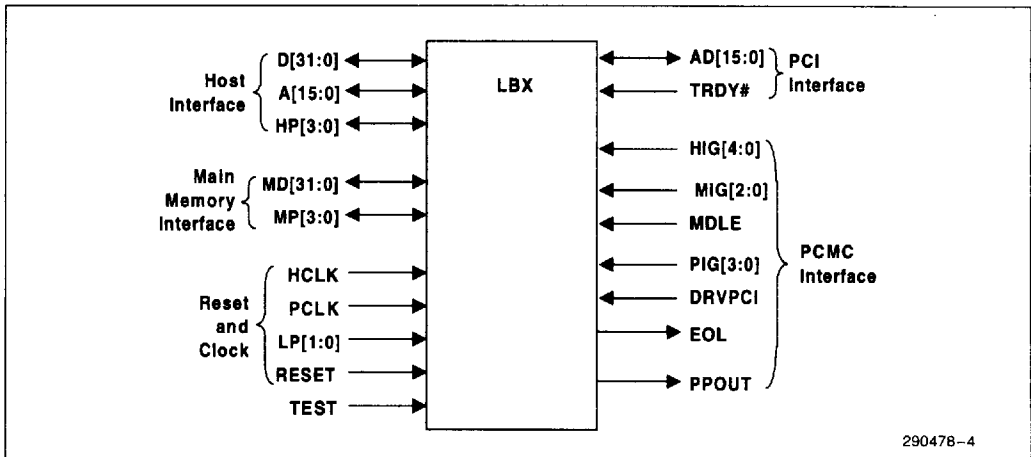 LBX
Host
Interface
D[31:0]
A[15:0]
HP[3:0]
Main
Memory
Interface
MD[31:0]
MP[3:0]
Reset
and
Clock
HCLK
PCLK
LP[1:0]
RESET
TEST
AD[15:0]
TRDY#
PCI
Interface
HIG[4:0]
MIG[2:0]
MDLE
PIG[3:0]
DRVPCI
EOL
PPOUT
PCMC
Interface
290478-4